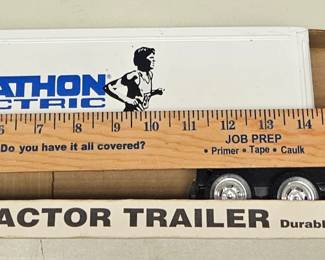 ATHON
CTRIC
6 7 8 9 10 11 12 13 14
Do you have it all covered?
JOB PREP
• Primer • Tape • Caulk
ACTOR TRAILER Durabl